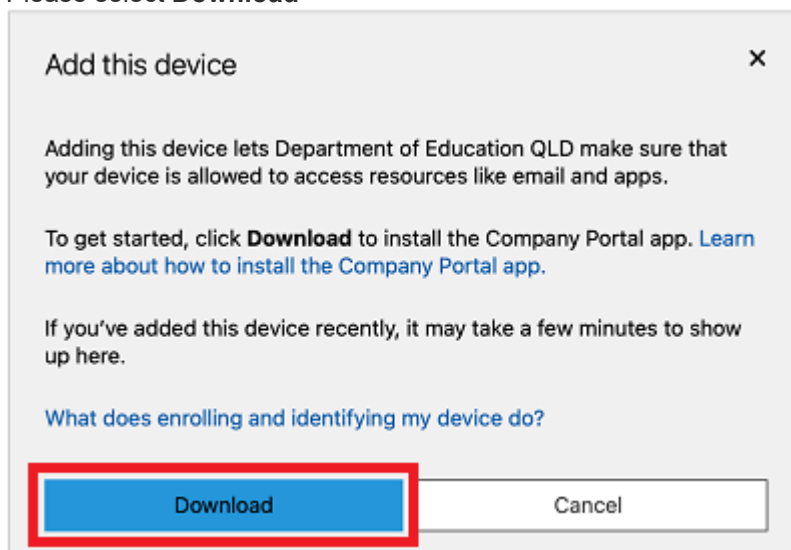 Please select Download
Add this device
×
Adding this device lets Department of Education QLD make sure that
your device is allowed to access resources like email and apps.
To get started, click Download to install the Company Portal app. Learn
more about how to install the Company Portal app.
If you’ve added this device recently, it may take a few minutes to show
up here.
What does enrolling and identifying my device do?
Download
Cancel